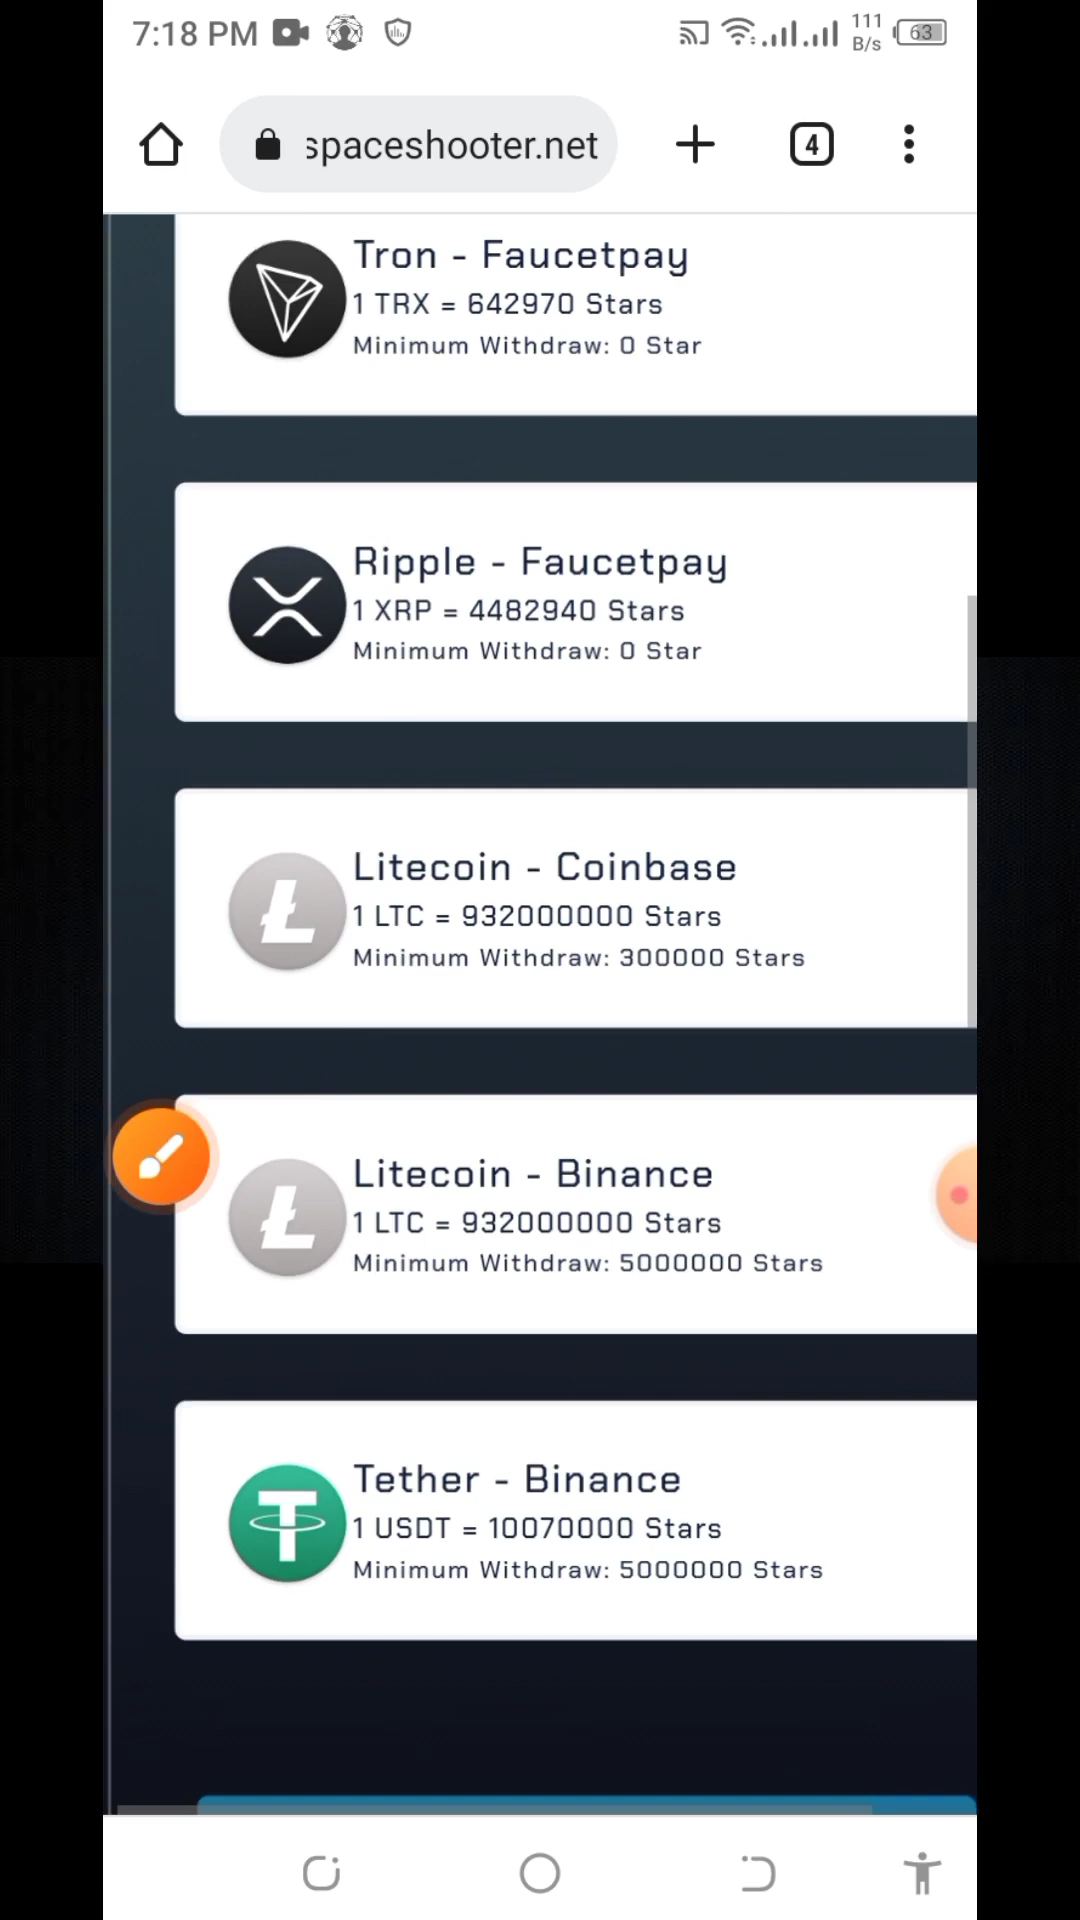 7:18 PM
111
B/s
63
spaceshooter.net
4
Tron - Faucetpay
1 TRX = 642970 Stars
Minimum Withdraw: 0 Star
Ripple - Faucetpay
1 XRP = 4482940 Stars
Minimum Withdraw: 0 Star
Litecoin - Coinbase
1 LTC = 932000000 Stars
Minimum Withdraw: 300000 Stars
Litecoin - Binance
1 LTC = 932000000 Stars
Minimum Withdraw: 5000000 Stars
Tether - Binance
1 USDT = 10070000 Stars
Minimum Withdraw: 5000000 Stars